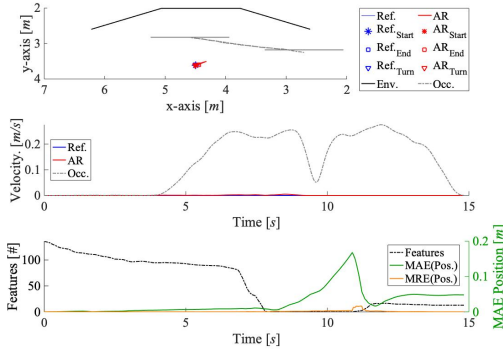 2
3
4
5
y-axis [m]
7 6 5 4 3 2
x-axis [m]
Ref. AR
Ref.Start AR Start
Ref.End AREnd
Ref.Turn ARTurn
Env. Occ.
0.2
0.1
0
Velocity. [m/s]
Ref.
AR
Occ.
0 5 10 15
Time [s]
100
50
0
Features [#]
Features
MAE(Pos.)
MRE(Pos.)
0.2
0.1
0
MAE Position [m]
0 5 10 15
Time [s]